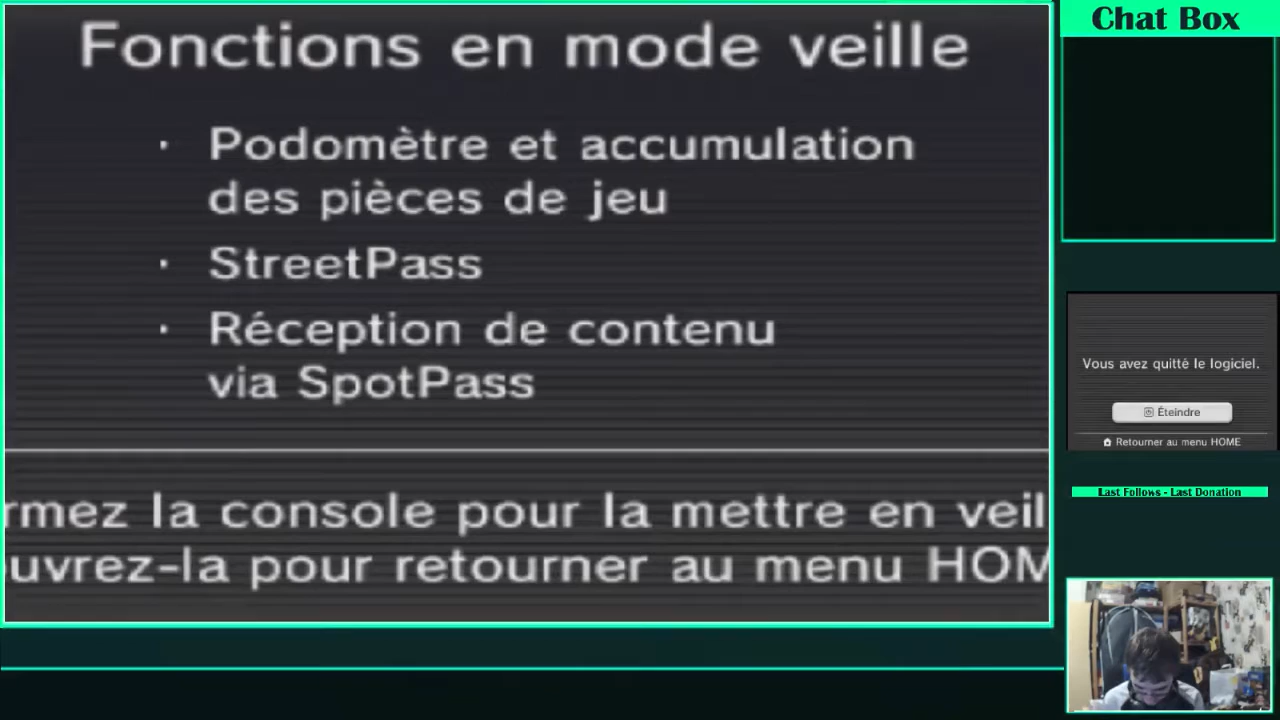 Fonctions en mode veille
· Podomètre et accumulation
des pièces de jeu
· StreetPass
· Réception de contenu
via SpotPass
rmez la console pour la mettre en veil
ouvrez-la pour retourner au menu HOM
Chat Box
Vous avez quitté le logiciel.
Éteindre
Retourner au menu HOME
Last Follows - Last Donation